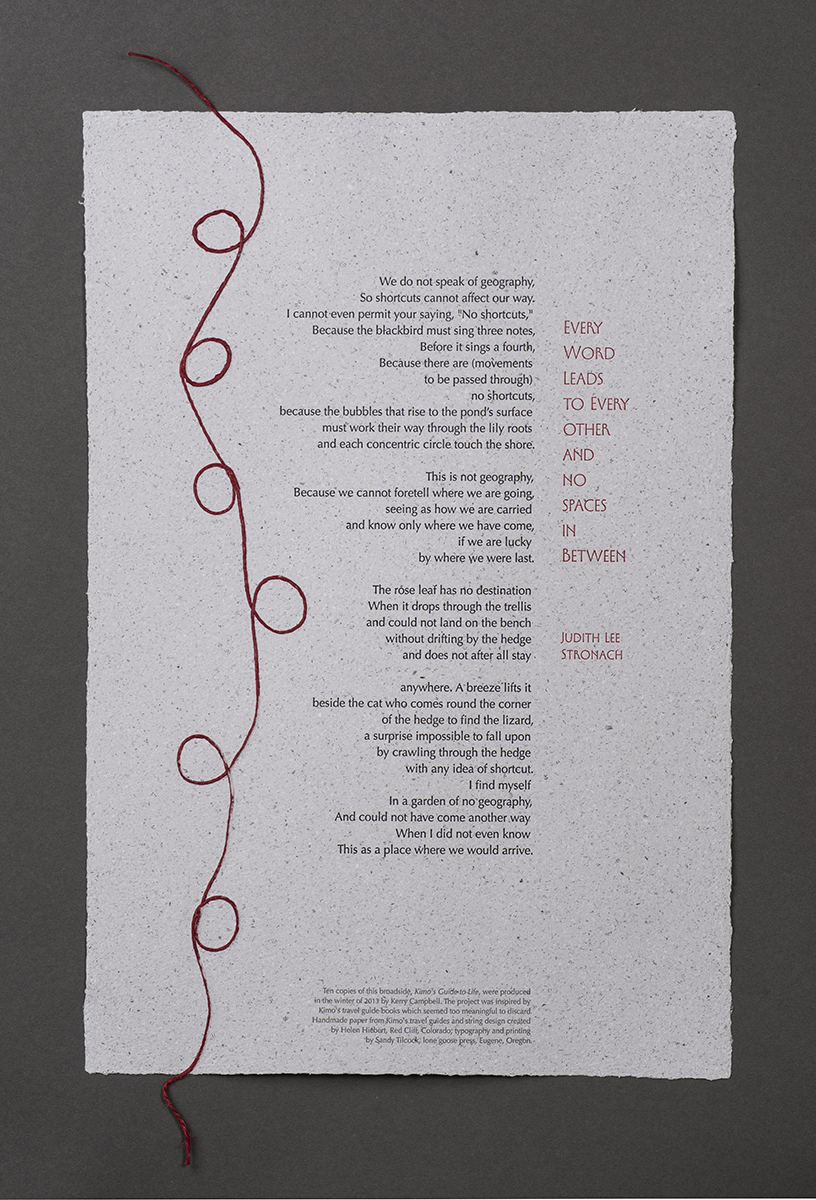 We do not speak of geography,
So shortcuts cannot affect our way.
I cannot even permit your saying, "No shortcuts,"
Because the blackbird must sing three notes,
Before it sings a fourth,
Because there are (movements
to be passed through)
no shortcuts,
because the bubbles that rise to the pond's surface
must work their way through the lily roots
and each concentric circle touch the shore.
This is not geography,
Because we cannot foretell where we are going,
seeing as how we are carried
and know only where we have come,
if we are lucky
by where we were last.
The rose leaf has no destination
When it drops through the trellis
and could not land on the bench
without drifting by the hedge
and does not after all stay
anywhere. A breeze lifts it
beside the cat who comes round the corner
of the hedge to find the lizard,
a surprise impossible to fall upon
by crawling through the hedge
with any idea of shortcut.
I find myself
In a garden of no geography,
And could not have come another way
When I did not even know
This as a place where we would arrive.
EVERY
WORD
LEADS
TO EVERY
OTHER
AND
NO
SPACES
IN
BETWEEN
JUDITH LEE
STRONACH
Ten copies of this broadside, Kimo's Guide to Life, were produced
in the winter of 2013 by Kerry Campbell. The project was inspired by
Kimo's travel guide books which seemed too meaningful to discard.
Handmade paper from Kimo's travel guides and string design created
by Helen Hiebert, Red Cliff, Colorado; typography and printing
by Sandy Tilcock, lone goose press, Eugene, Oregon.